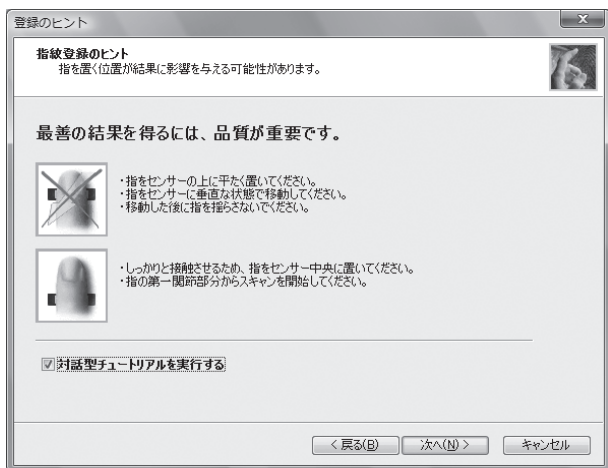 登録のヒント
指紋登録のヒント
指を置く位置が結果に影響を与える可能性があります。
最善の結果を得るには、品質が重要です。
・指をセンサーの上に平たく置いてください。
・指をセンサーに垂直な状態で移動してください。
・移動した後に指を揺らさないでください。
・しっかりと接触させるため、指をセンサー中央に置いてください。
・指の第一関節部分からスキャンを開始してください。
対話型チュートリアルを実行する
< 戻る(B) 次へ(N) > キャンセル